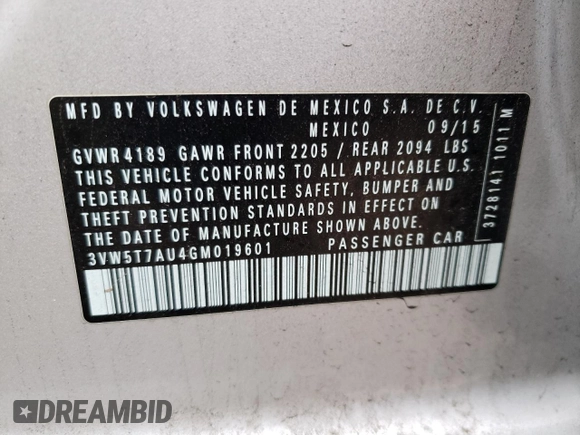 MFD BY VOLKSWAGEN DE MEXICO S.A. DE C.V.
MEXICO 09/15
GVWR 4189 GAWR FRONT 2205 / REAR 2094 LBS
THIS VEHICLE CONFORMS TO ALL APPLICABLE U.S.
FEDERAL MOTOR VEHICLE SAFETY, BUMPER AND
THEFT PREVENTION STANDARDS IN EFFECT ON
THE DATE OF MANUFACTURE SHOWN ABOVE.
3VW5T7AU4GM019601 PASSENGER CAR
3728141 1011 M
DREAMBID